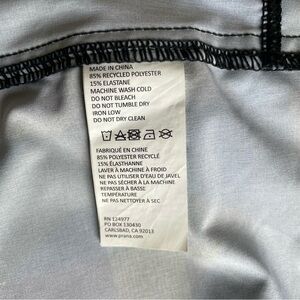 MADE IN CHINA
85% RECYCLED POLYESTER
15% ELASTANE
MACHINE WASH COLD
DO NOT BLEACH
DO NOT TUMBLE DRY
IRON LOW
DO NOT DRY CLEAN
FABRIQUÉ EN CHINE
85% POLYESTER RECYCLÉ
15% ÉLASTHANNE
LAVER À MACHINE À FROID
NE PAS UTILISER D'EAU DE JAVEL
NE PAS SÉCHER À LA MACHINE
REPASSER À BASSE
TEMPÉRATURE
NE PAS NETTOYER À SEC
RN 124977
PO BOX 130430
CARLSBAD, CA 92013
www.prana.com